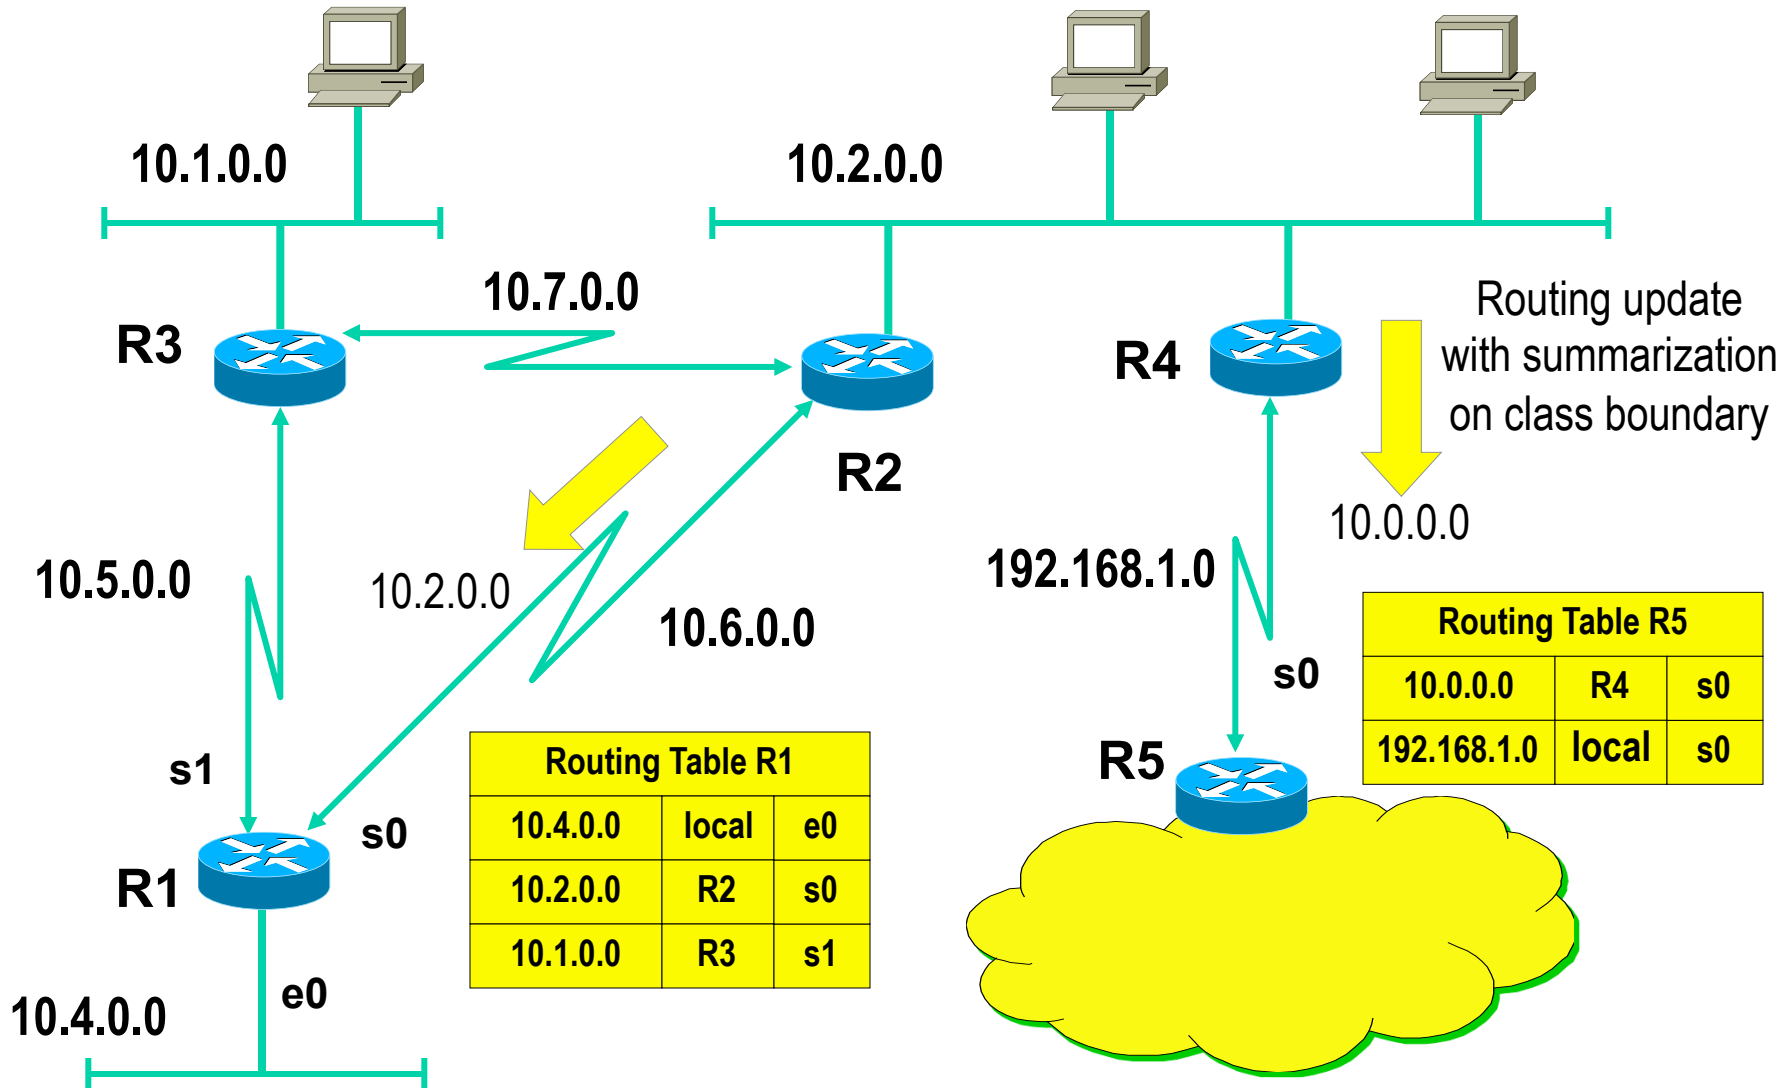 10.1.0.0
10.2.0.0
10.7.0.0
Routing update
with summarization
on class boundary
R3
R4
R2
10.0.0.0
10.5.0.0
10.2.0.0
10.6.0.0
192.168.1.0
s0
Routing Table R5
10.0.0.0 R4 s0
192.168.1.0 local s0
R5
s1
s0
R1
Routing Table R1
10.4.0.0 local e0
10.2.0.0 R2 s0
10.1.0.0 R3 s1
e0
10.4.0.0